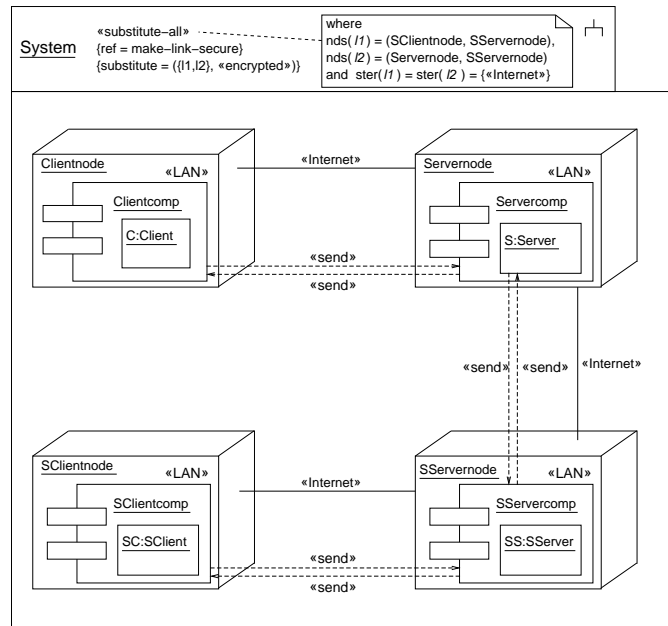 System
«substitute−all»
{ref = make−link−secure}
{substitute = ({l1,l2}, «encrypted»)}
where
nds( l1) = (SClientnode, SServernode),
nds( l2) = (Servernode, SServernode)
and ster( l1) = ster( l2) = {«Internet»}
Clientnode
«LAN»
Clientcomp
C:Client
«Internet»
Servernode
«LAN»
Servercomp
S:Server
«send»
«send»
«send»
«send»
«Internet»
SClientnode
«LAN»
SClientcomp
SC:SClient
«Internet»
SServernode
«LAN»
SServercomp
SS:SServer
«send»
«send»